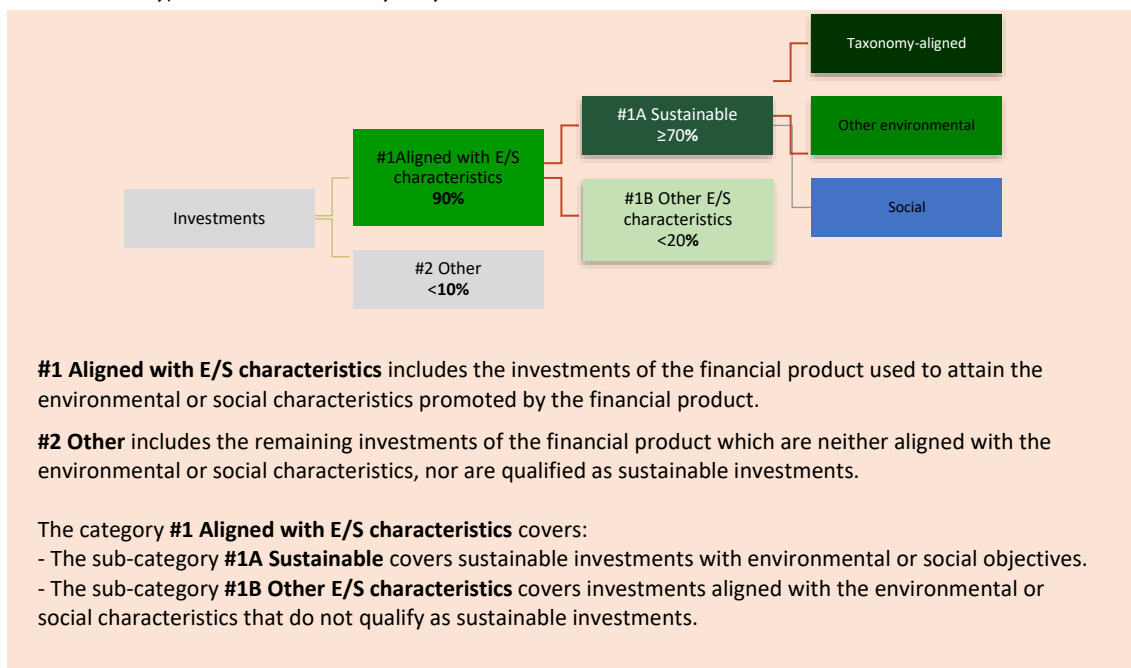 Taxonomy-aligned
#1A Sustainable
≥70%
Other environmental
#1Aligned with E/S
characteristics
90%
#1B Other E/S
characteristics
<20%
Investments
Social
#2 Other
<10%
#1 Aligned with E/S characteristics includes the investments of the financial product used to attain the
environmental or social characteristics promoted by the financial product.
#2 Other includes the remaining investments of the financial product which are neither aligned with the
environmental or social characteristics, nor are qualified as sustainable investments.
The category #1 Aligned with E/S characteristics covers:
- The sub-category #1A Sustainable covers sustainable investments with environmental or social objectives.
- The sub-category #1B Other E/S characteristics covers investments aligned with the environmental or
social characteristics that do not qualify as sustainable investments.